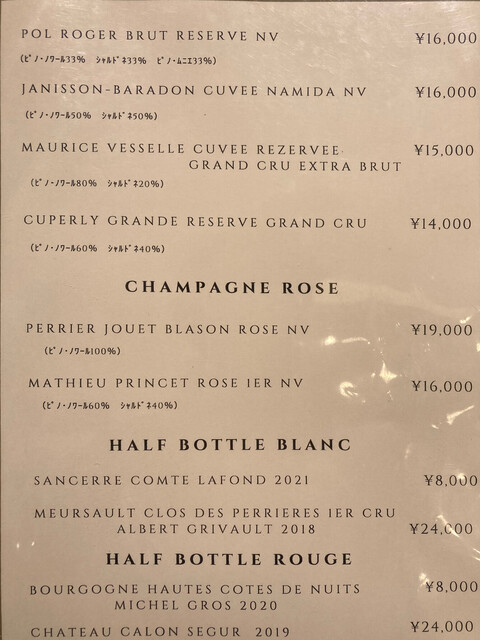 POL ROGER BRUT RESERVE NV ¥16,000
(ﾋﾟﾉ・ﾉﾜｰﾙ33% ｼｬﾙﾄﾞﾈ33% ﾋﾟﾉ・ﾑﾆｴ33%)
JANISSON-BARADON CUVEE NAMIDA NV ¥16,000
(ﾋﾟﾉ・ﾉﾜｰﾙ50% ｼｬﾙﾄﾞﾈ50%)
MAURICE VESSELLE CUVEE REZERVEE ¥15,000
GRAND CRU EXTRA BRUT
(ﾋﾟﾉ-ﾉﾜｰﾙ80% ｼｬﾙﾄﾞﾈ20%)
CUPERLY GRANDE RESERVE GRAND CRU ¥14,000
(ﾋﾟﾉ・ﾉﾜｰﾙ60% ｼｬﾙﾄﾞﾈ40%)
CHAMPAGNE ROSE
PERRIER JOUET BLASON ROSE NV ¥19,000
(ﾋﾟﾉ・ﾉﾜｰﾙ100%)
MATHIEU PRINCET ROSE 1ER NV ¥16,000
(ﾋﾟﾉ・ﾉﾜｰﾙ60% ｼｬﾙﾄﾞﾈ40%)
HALF BOTTLE BLANC
SANCERRE COMTE LAFOND 2021 ¥8,000
MEURSAULT CLOS DES PERRIERES 1ER CRU
ALBERT GRIVAULT 2018 ¥24,000
HALF BOTTLE ROUGE
BOURGOGNE HAUTES COTES DE NUITS ¥8,000
MICHEL GROS 2020
CHATEAU CALON SEGUR 2019 ¥24,000